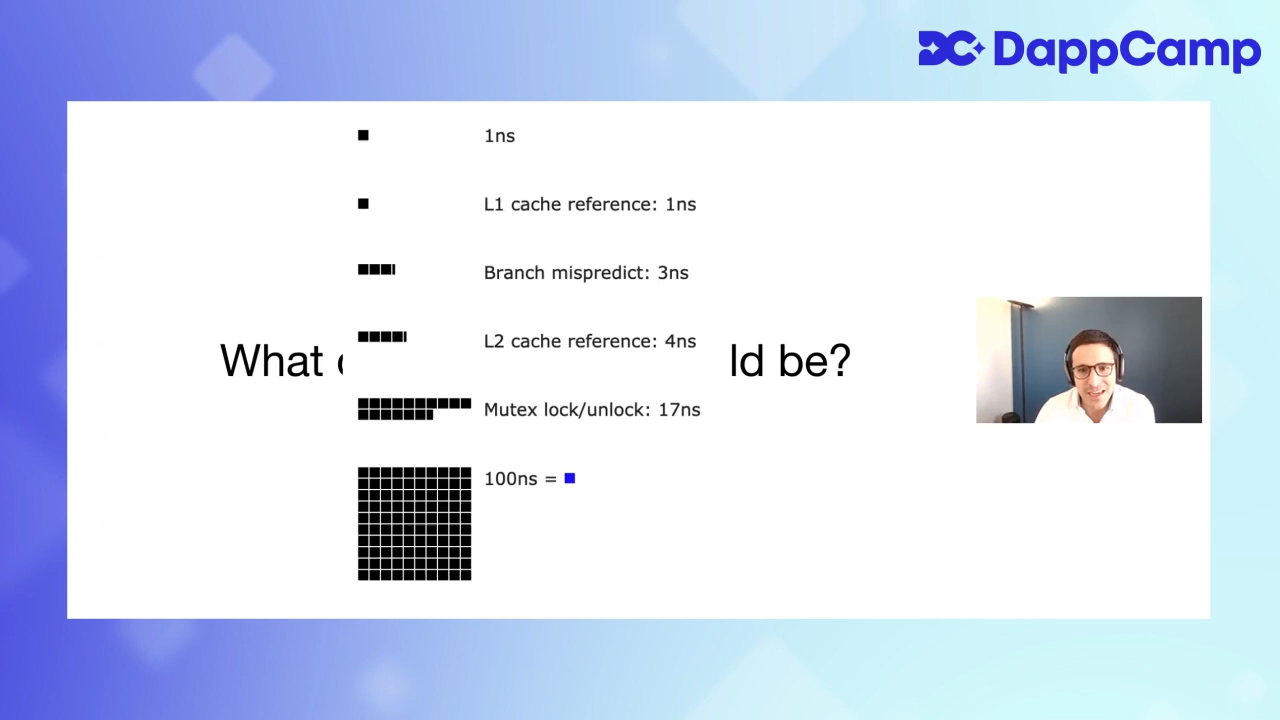 DappCamp
1ns
L1 cache reference: 1ns
Branch mispredict: 3ns
L2 cache reference: 4ns
What
ld be?
Mutex lock/unlock: 17ns
100ns =